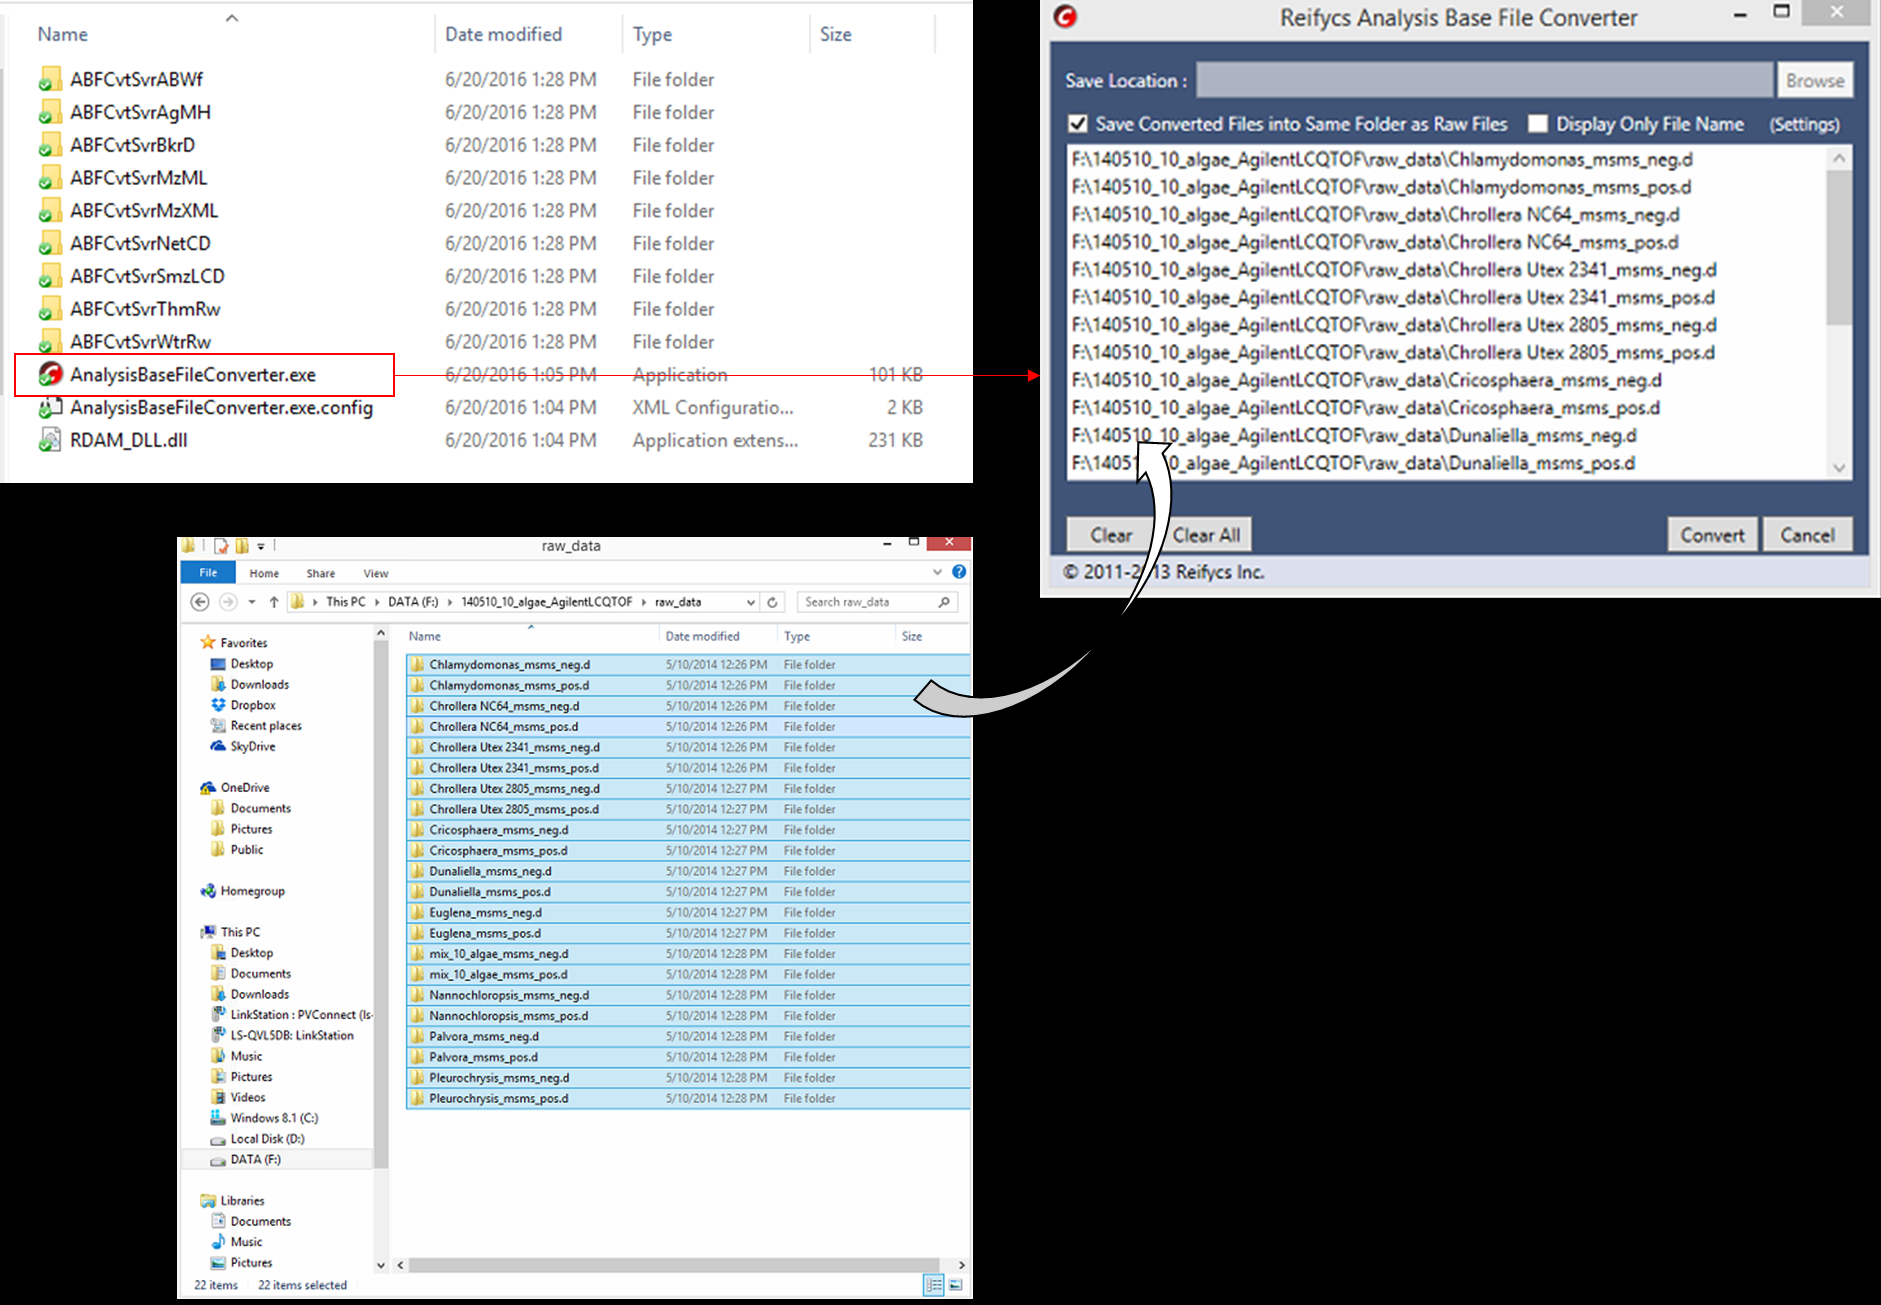 Name Date modified Type Size
ABFCvtSvrABWf 6/20/2016 1:28 PM File folder
ABFCvtSvrAgMH 6/20/2016 1:28 PM File folder
ABFCvtSvrBkrD 6/20/2016 1:28 PM File folder
ABFCvtSvrMzML 6/20/2016 1:28 PM File folder
ABFCvtSvrMzXML 6/20/2016 1:28 PM File folder
ABFCvtSvrNetCD 6/20/2016 1:28 PM File folder
ABFCvtSvrSmzLCD 6/20/2016 1:28 PM File folder
ABFCvtSvrThmRw 6/20/2016 1:28 PM File folder
ABFCvtSvrWtrRw 6/20/2016 1:28 PM File folder
AnalysisBaseFileConverter.exe 6/20/2016 1:05 PM Application 101 KB
AnalysisBaseFileConverter.exe.config 6/20/2016 1:04 PM XML Configuratio... 2 KB
RDAM_DLL.dll 6/20/2016 1:04 PM Application extens... 231 KB
Reifycs Analysis Base File Converter
Save Location : Browse
Save Converted Files into Same Folder as Raw Files Display Only File Name (Settings)
F:\140510_10_algae_AgilentLCQTOF\raw_data\Chlamydomonas_msms_neg.d
F:\140510_10_algae_AgilentLCQTOF\raw_data\Chlamydomonas_msms_pos.d
F:\140510_10_algae_AgilentLCQTOF\raw_data\Chrollera NC64_msms_neg.d
F:\140510_10_algae_AgilentLCQTOF\raw_data\Chrollera NC64_msms_pos.d
F:\140510_10_algae_AgilentLCQTOF\raw_data\Chrollera Utex 2341_msms_neg.d
F:\140510_10_algae_AgilentLCQTOF\raw_data\Chrollera Utex 2341_msms_pos.d
F:\140510_10_algae_AgilentLCQTOF\raw_data\Chrollera Utex 2805_msms_neg.d
F:\140510_10_algae_AgilentLCQTOF\raw_data\Chrollera Utex 2805_msms_pos.d
F:\140510_10_algae_AgilentLCQTOF\raw_data\Cricosphaera_msms_neg.d
F:\140510_10_algae_AgilentLCQTOF\raw_data\Cricosphaera_msms_pos.d
F:\140510_10_algae_AgilentLCQTOF\raw_data\Dunaliella_msms_neg.d
F:\1405 10_algae_AgilentLCQTOF\raw_data\Dunaliella_msms_pos.d
Clear Clear All Convert Cancel
© 2011-2013 Reifycs Inc.
raw_data
File Home Share View
This PC DATA (F:) 140510_10_algae_AgilentLCQTOF raw_data Search raw_data
Favorites
Desktop
Downloads
Dropbox
Recent places
SkyDrive
OneDrive
Documents
Pictures
Public
Homegroup
This PC
Desktop
Documents
Downloads
LinkStation : PVConnect (ls-
LS-QVL5DB: LinkStation
Music
Pictures
Videos
Windows 8.1 (C:)
Local Disk (D:)
DATA (F:)
Libraries
Documents
Music
Pictures
Name Date modified Type Size
Chlamydomonas_msms_neg.d 5/10/2014 12:26 PM File folder
Chlamydomonas_msms_pos.d 5/10/2014 12:26 PM File folder
Chrollera NC64_msms_neg.d 5/10/2014 12:26 PM File folder
Chrollera NC64_msms_pos.d 5/10/2014 12:26 PM File folder
Chrollera Utex 2341_msms_neg.d 5/10/2014 12:26 PM File folder
Chrollera Utex 2341_msms_pos.d 5/10/2014 12:26 PM File folder
Chrollera Utex 2805_msms_neg.d 5/10/2014 12:27 PM File folder
Chrollera Utex 2805_msms_pos.d 5/10/2014 12:27 PM File folder
Cricosphaera_msms_neg.d 5/10/2014 12:27 PM File folder
Cricosphaera_msms_pos.d 5/10/2014 12:27 PM File folder
Dunaliella_msms_neg.d 5/10/2014 12:27 PM File folder
Dunaliella_msms_pos.d 5/10/2014 12:27 PM File folder
Euglena_msms_neg.d 5/10/2014 12:27 PM File folder
Euglena_msms_pos.d 5/10/2014 12:27 PM File folder
mix_10_algae_msms_neg.d 5/10/2014 12:28 PM File folder
mix_10_algae_msms_pos.d 5/10/2014 12:28 PM File folder
Nannochloropsis_msms_neg.d 5/10/2014 12:28 PM File folder
Nannochloropsis_msms_pos.d 5/10/2014 12:28 PM File folder
Palvora_msms_neg.d 5/10/2014 12:28 PM File folder
Palvora_msms_pos.d 5/10/2014 12:28 PM File folder
Pleurochrysis_msms_neg.d 5/10/2014 12:28 PM File folder
Pleurochrysis_msms_pos.d 5/10/2014 12:28 PM File folder
22 items 22 items selected